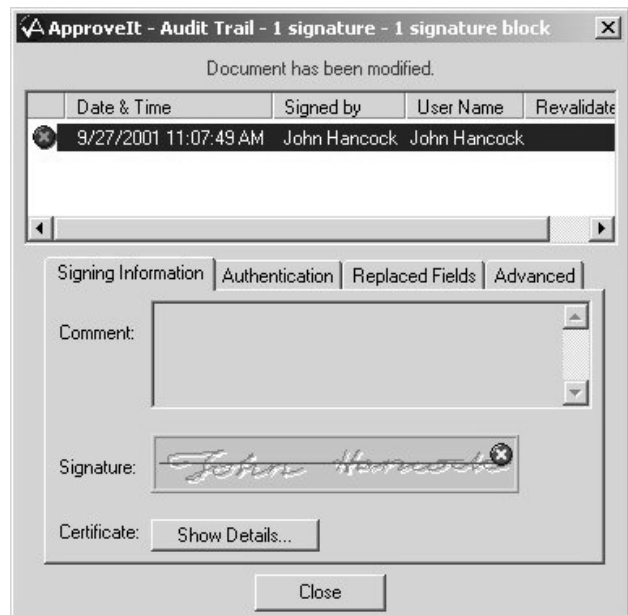 ApproveIt - Audit Trail - 1 signature - 1 signature block
Document has been modified.
Date & Time Signed by User Name Revalidate
9/27/2001 11:07:49 AM John Hancock John Hancock
Signing Information Authentication Replaced Fields Advanced
Comment:
Signature: John Hancock
Certificate: Show Details...
Close